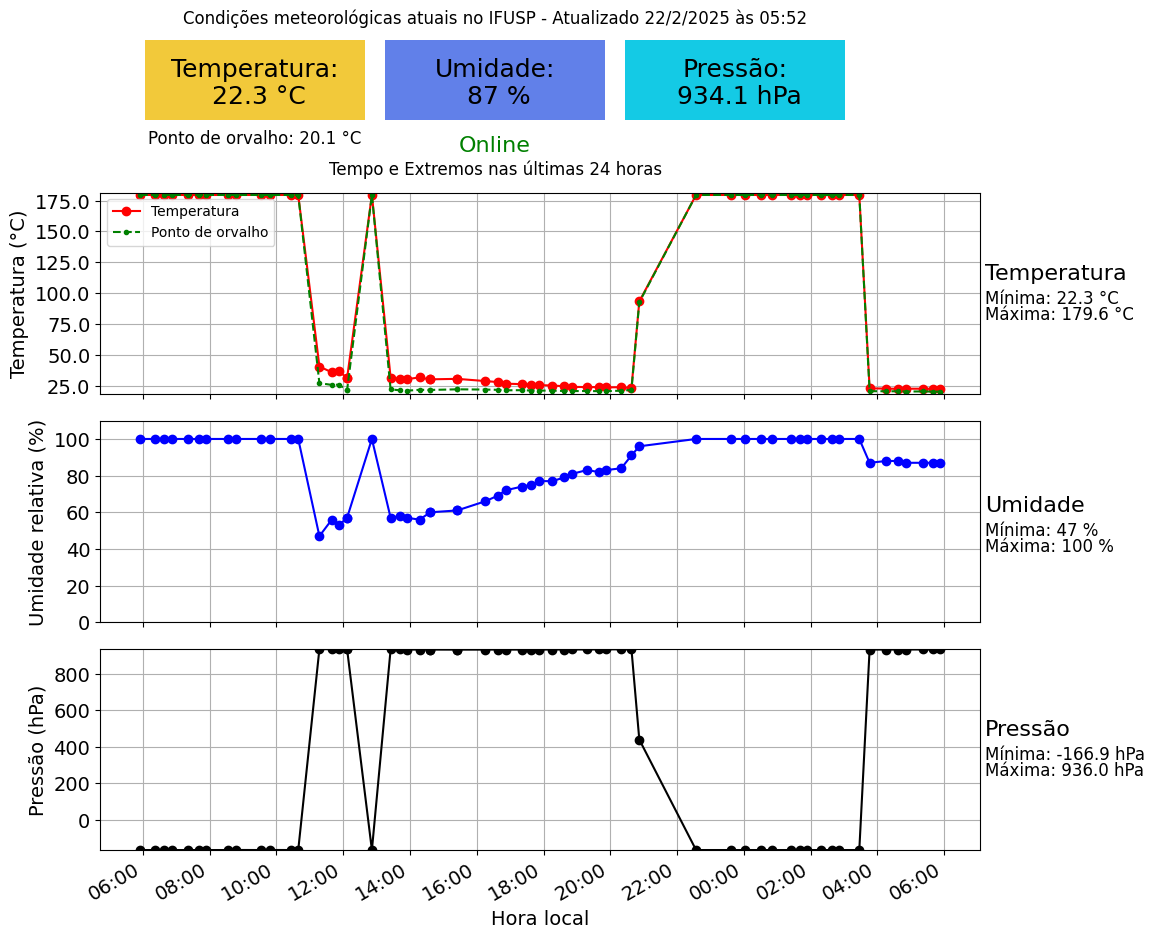 Condições meteorológicas atuais no IFUSP - Atualizado 22/2/2025 às 05:52
Temperatura:
22.3 °C
Umidade:
87 %
Pressão:
934.1 hPa
Ponto de orvalho: 20.1 °C
Online
Tempo e Extremos nas últimas 24 horas
Temperatura (°C)
175.0
150.0
125.0
100.0
75.0
50.0
25.0
Temperatura
Ponto de orvalho
Temperatura
Mínima: 22.3 °C
Máxima: 179.6 °C
Umidade relativa (%)
100
80
60
40
20
0
Umidade
Mínima: 47 %
Máxima: 100 %
Pressão (hPa)
800
600
400
200
0
Pressão
Mínima: -166.9 hPa
Máxima: 936.0 hPa
06:00 08:00 10:00 12:00 14:00 16:00 18:00 20:00 22:00 00:00 02:00 04:00 06:00
Hora local